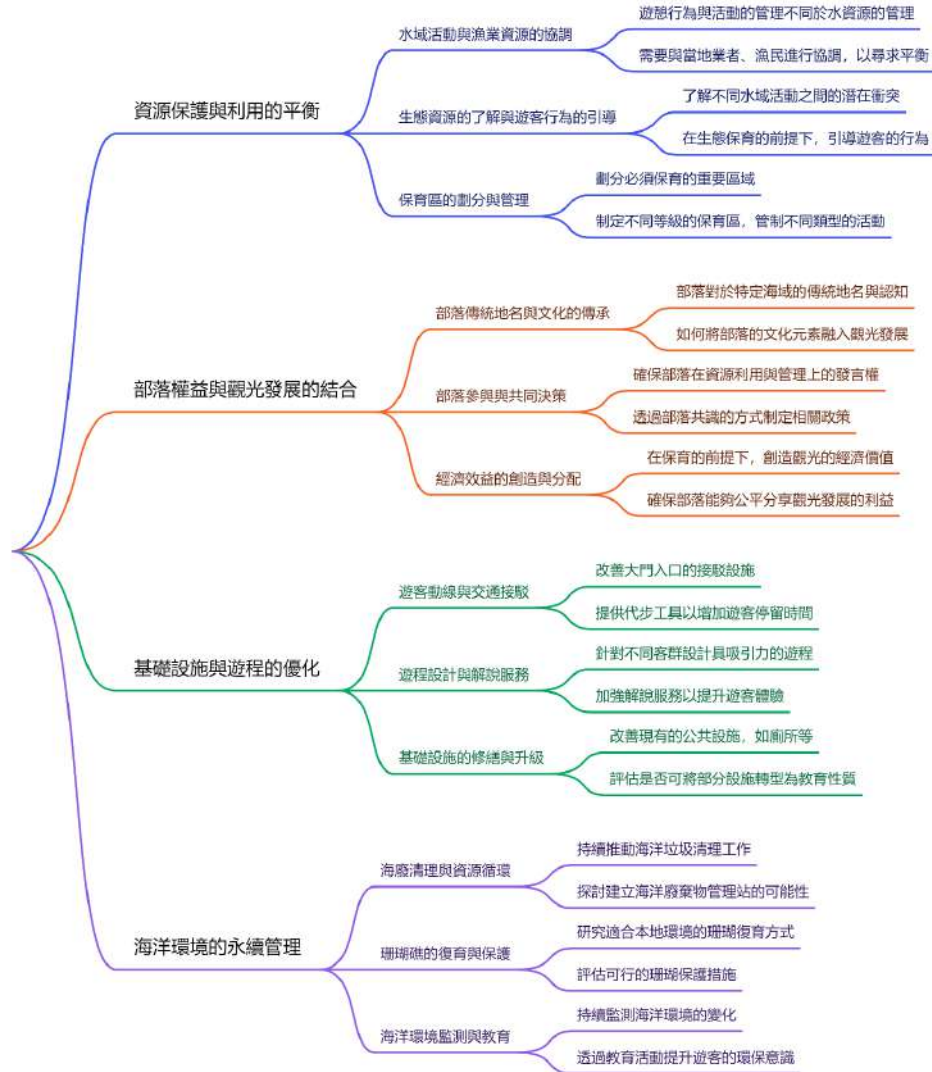 資源保護與利用的平衡
水域活動與漁業資源的協調
遊憩行為與活動的管理不同於水資源的管理
需要與當地業者、漁民進行協調，以尋求平衡
生態資源的了解與遊客行為的引導
了解不同水域活動之間的潛在衝突
在生態保育的前提下，引導遊客的行為
保育區的劃分與管理
劃分必須保育的重要區域
制定不同等級的保育區，管制不同類型的活動
部落權益與觀光發展的結合
部落傳統地名與文化的傳承
部落對於特定海域的傳統地名與認知
如何將部落的文化元素融入觀光發展
部落參與與共同決策
確保部落在資源利用與管理上的發言權
透過部落共識的方式制定相關政策
經濟效益的創造與分配
在保育的前提下，創造觀光的經濟價值
確保部落能夠公平分享觀光發展的利益
基礎設施與遊程的優化
遊客動線與交通接駁
改善大門入口的接駁設施
提供代步工具以增加遊客停留時間
遊程設計與解說服務
針對不同客群設計具吸引力的遊程
加強解說服務以提升遊客體驗
基礎設施的修繕與升級
改善現有的公共設施，如廁所等
評估是否可將部分設施轉型為教育性質
海洋環境的永續管理
海廢清理與資源循環
持續推動海洋垃圾清理工作
探討建立海洋廢棄物管理站的可能性
珊瑚礁的復育與保護
研究適合本地環境的珊瑚復育方式
評估可行的珊瑚保護措施
海洋環境監測與教育
持續監測海洋環境的變化
透過教育活動提升遊客的環保意識